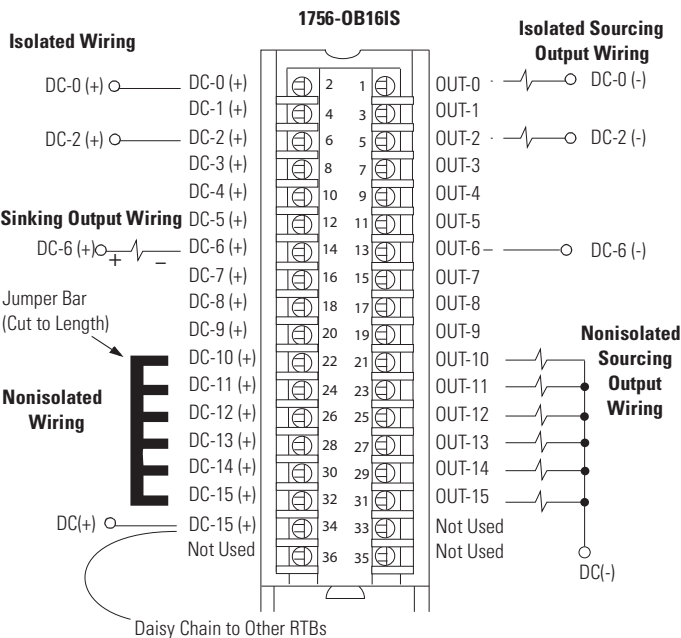 1756-OB16IS
Isolated Wiring
Isolated Sourcing
Output Wiring
DC-0 (+) DC-0 (+) 2 1 OUT-0 DC-0 (-)
DC-1 (+) 4 3 OUT-1
DC-2 (+) DC-2 (+) 6 5 OUT-2 DC-2 (-)
DC-3 (+) 8 7 OUT-3
DC-4 (+) 10 9 OUT-4
Sinking Output Wiring DC-5 (+) 12 11 OUT-5
DC-6 (+) + – DC-6 (+) 14 13 OUT-6 DC-6 (-)
DC-7 (+) 16 15 OUT-7
Jumper Bar
(Cut to Length)
DC-8 (+) 18 17 OUT-8
DC-9 (+) 20 19 OUT-9
Nonisolated
Sourcing
Output
Wiring
DC-10 (+) 22 21 OUT-10
DC-11 (+) 24 23 OUT-11
Nonisolated
Wiring
DC-12 (+) 26 25 OUT-12
DC-13 (+) 28 27 OUT-13
DC-14 (+) 30 29 OUT-14
DC-15 (+) 32 31 OUT-15
DC(+) DC-15 (+) 34 33 Not Used
Not Used 36 35 Not Used
DC(-)
Daisy Chain to Other RTBs